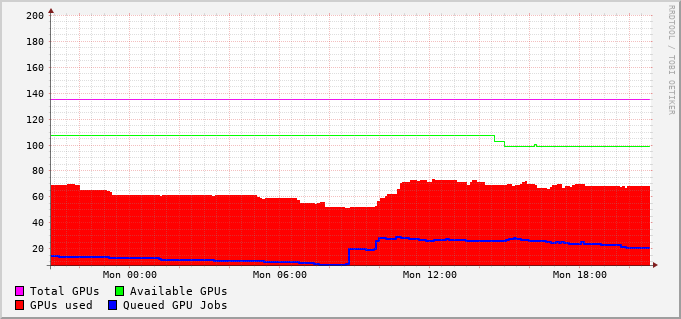 200
180
160
140
120
100
80
60
40
20
Mon 00:00 Mon 06:00 Mon 12:00 Mon 18:00
Total GPUs Available GPUs
GPUs used Queued GPU Jobs
RRDTOOL / TOBI OETIKER